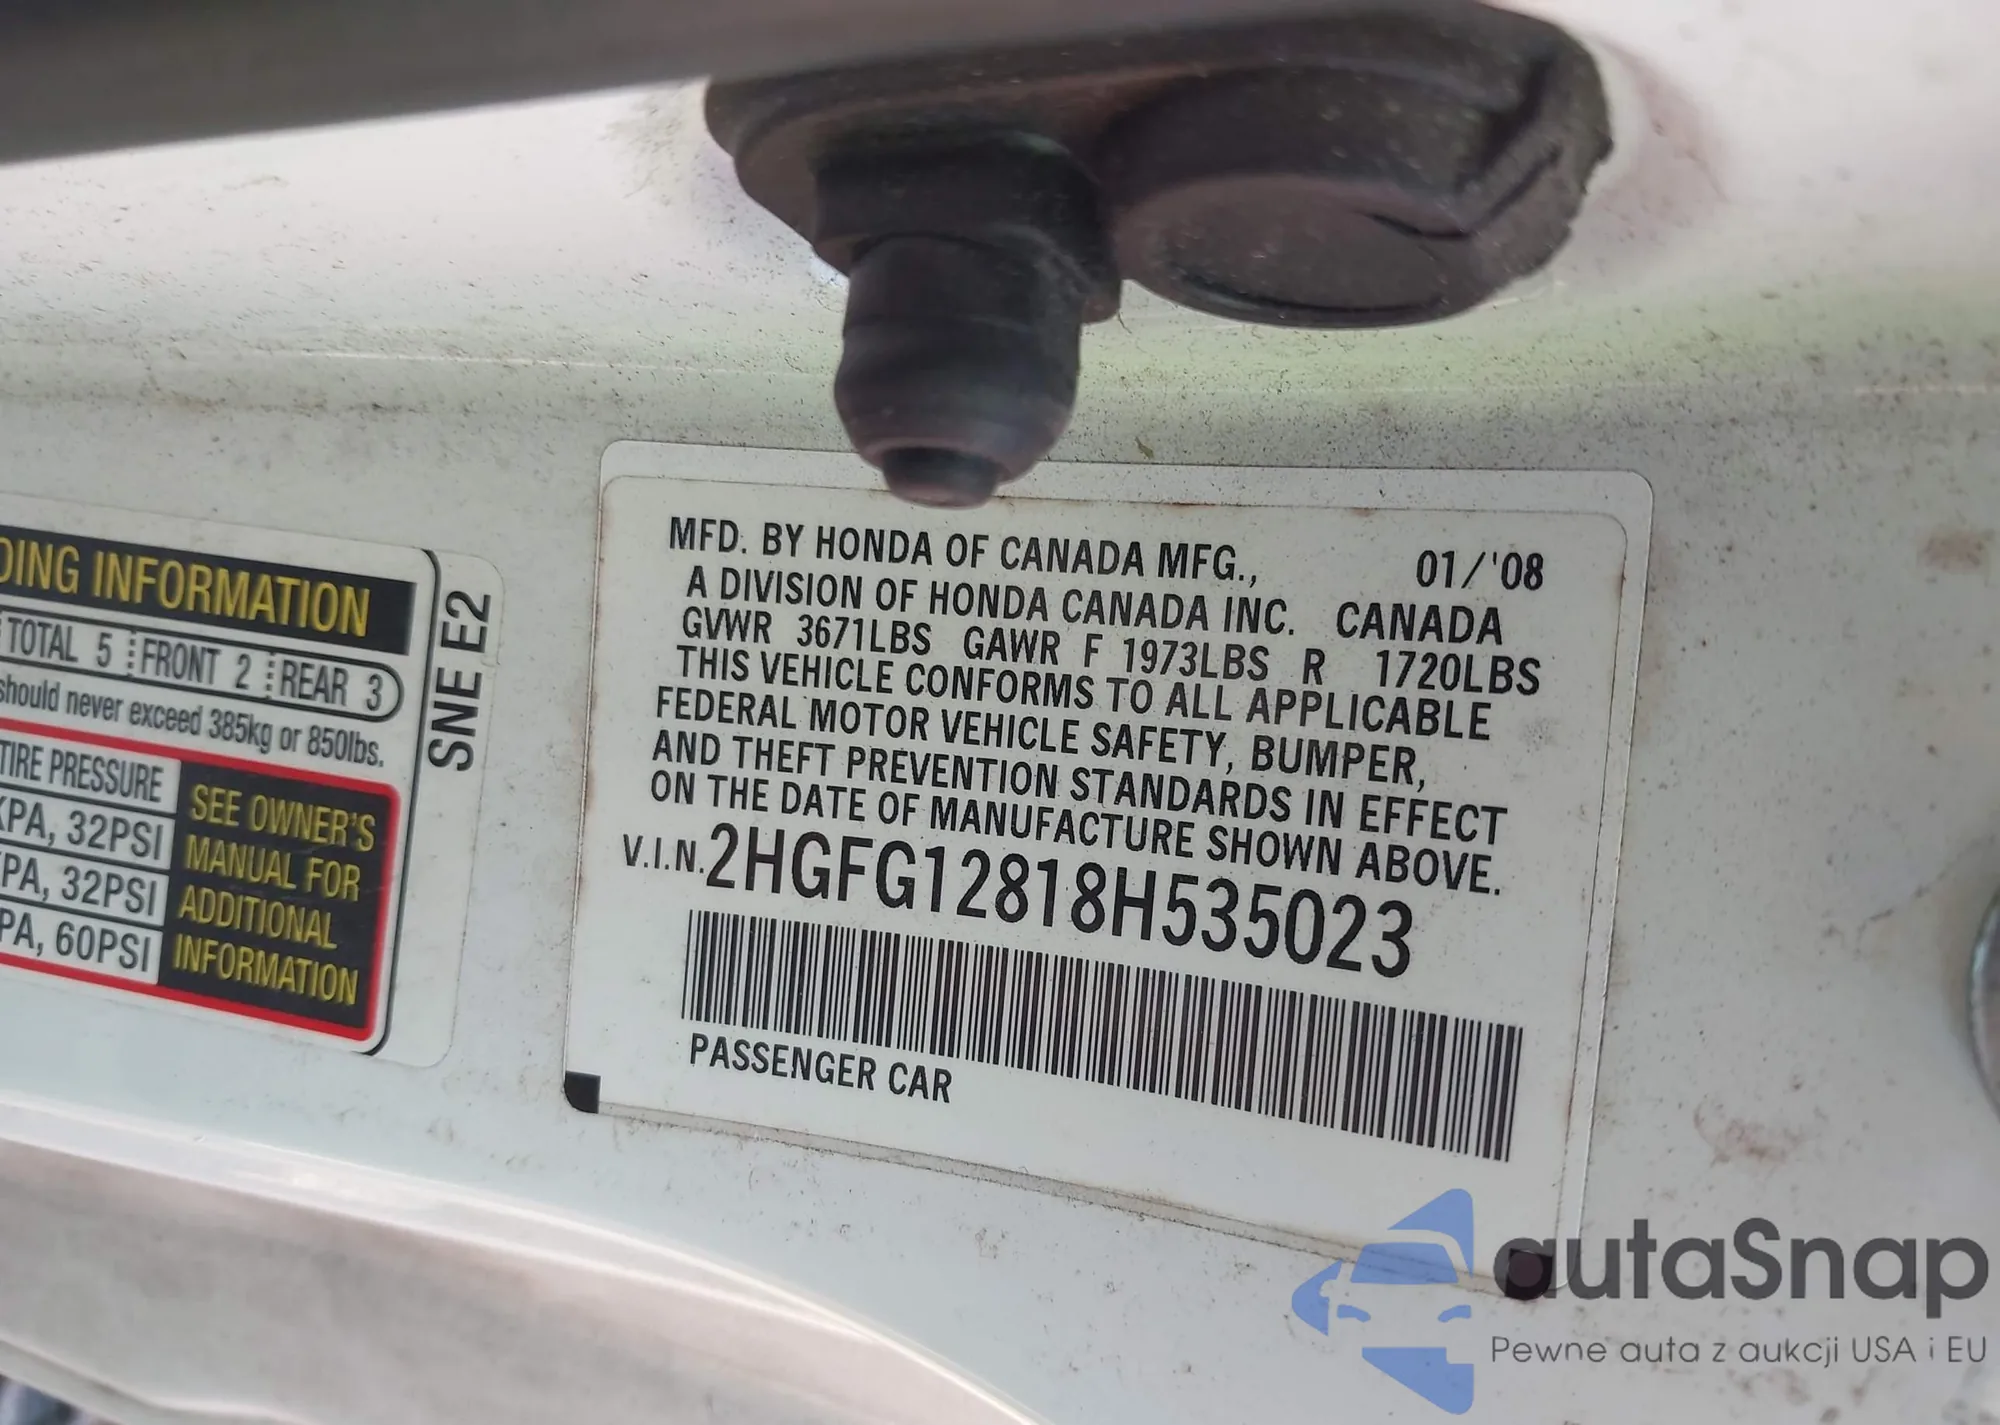 DING INFORMATION
TOTAL 5 FRONT 2 REAR 3
should never exceed 385kg or 850lbs.
TIRE PRESSURE
KPA, 32PSI
KPA, 32PSI
PA, 60PSI
SEE OWNER'S
MANUAL FOR
ADDITIONAL
INFORMATION
SNE E2
MFD. BY HONDA OF CANADA MFG., 01/'08
A DIVISION OF HONDA CANADA INC. CANADA
GVWR 3671LBS GAWR F 1973LBS R 1720LBS
THIS VEHICLE CONFORMS TO ALL APPLICABLE
FEDERAL MOTOR VEHICLE SAFETY, BUMPER,
AND THEFT PREVENTION STANDARDS IN EFFECT
ON THE DATE OF MANUFACTURE SHOWN ABOVE.
V.I.N. 2HGFG12818H535023
PASSENGER CAR
autaSnap
Pewne auta z aukcji USA i EU